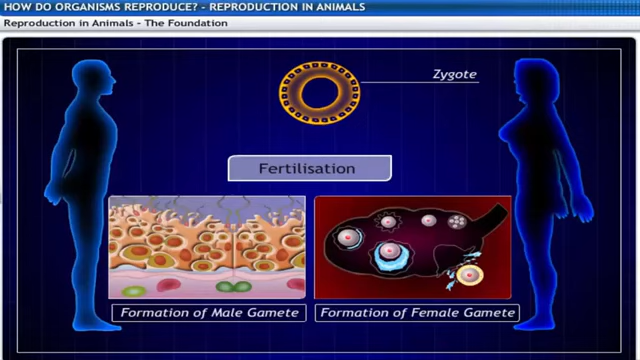 HOW DO ORGANISMS REPRODUCE? - REPRODUCTION IN ANIMALS
Reproduction in Animals - The Foundation
Zygote
Fertilisation
Formation of Male Gamete
Formation of Female Gamete